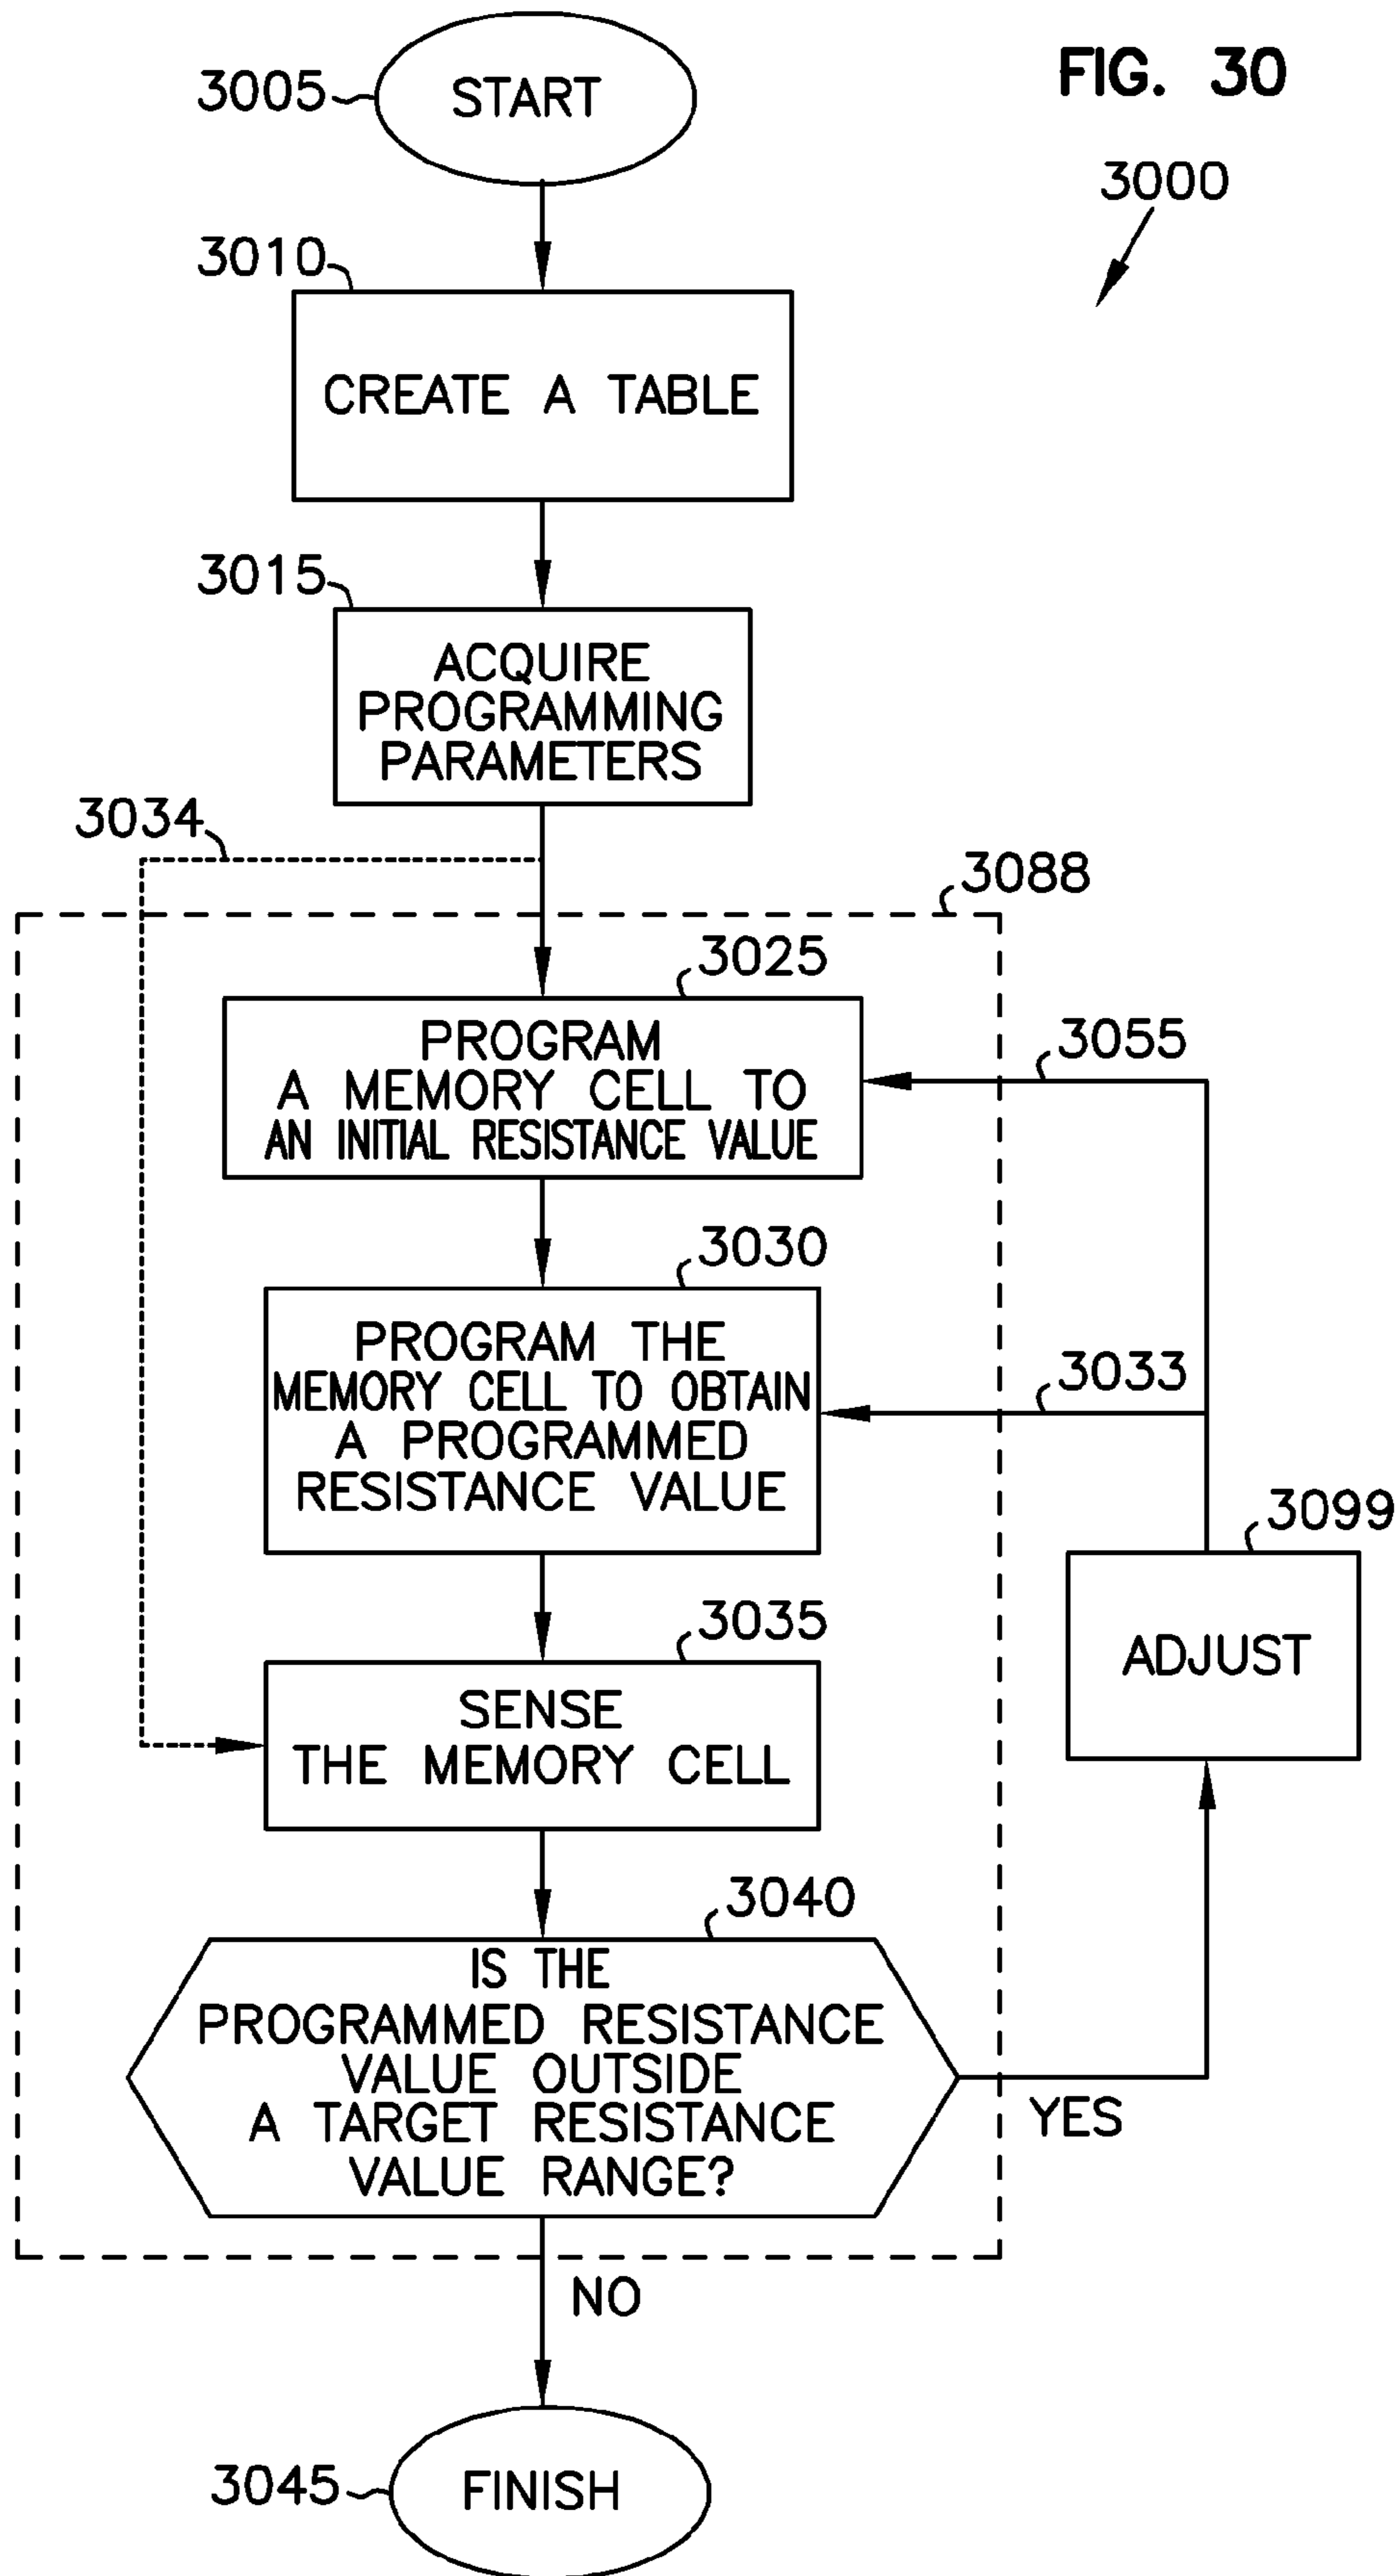 FIG. 30
3000
3005
START
3010
CREATE A TABLE
3015
ACQUIRE
PROGRAMMING
PARAMETERS
3034
3088
3025
PROGRAM
A MEMORY CELL TO
AN INITIAL RESISTANCE VALUE
3055
3030
PROGRAM THE
MEMORY CELL TO OBTAIN
A PROGRAMMED
RESISTANCE VALUE
3033
3099
ADJUST
3035
SENSE
THE MEMORY CELL
3040
IS THE
PROGRAMMED RESISTANCE
VALUE OUTSIDE
A TARGET RESISTANCE
VALUE RANGE?
YES
NO
3045
FINISH